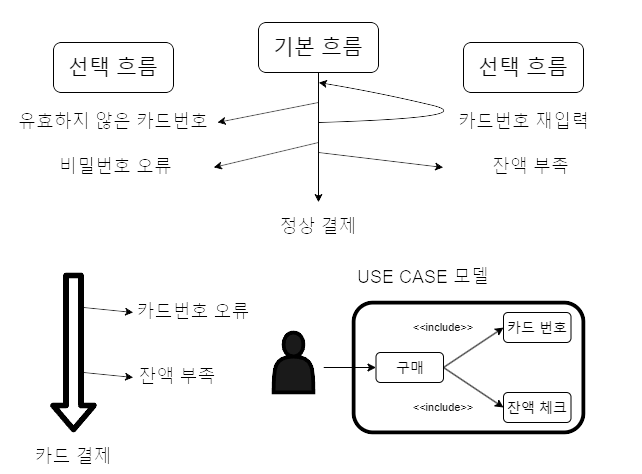 기본 흐름
선택 흐름
선택 흐름
유효하지 않은 카드번호
카드번호 재입력
비밀번호 오류
잔액 부족
정상 결제
USE CASE 모델
카드번호 오류
잔액 부족
카드 결제
<<include>>
카드 번호
구매
<<include>>
잔액 체크